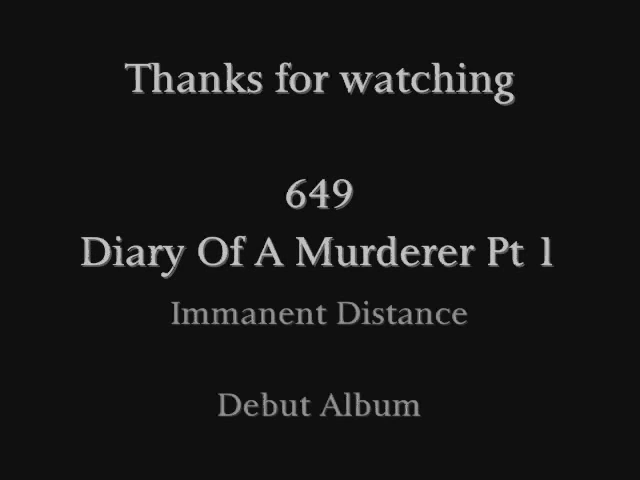 Thanks for watching
649
Diary Of A Murderer Pt 1
Immanent Distance
Debut Album